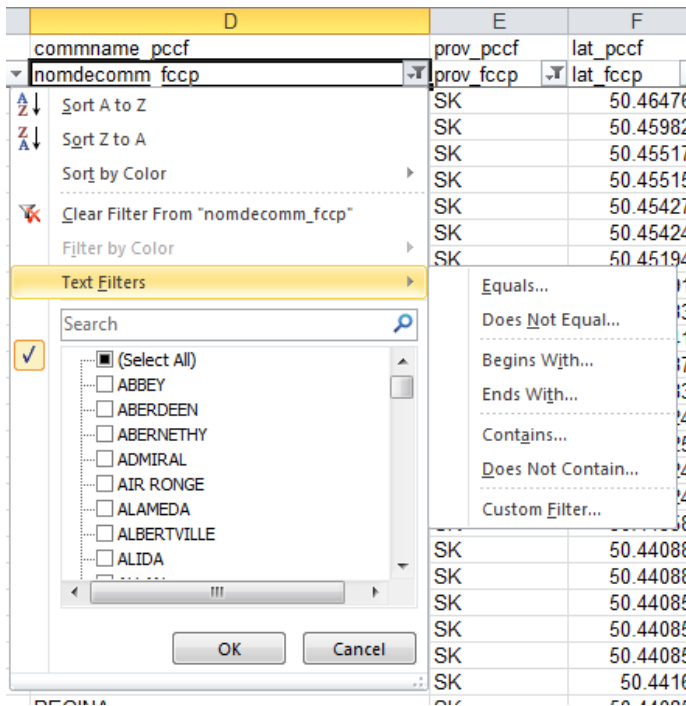 D E F
commname_pccf prov_pccf lat_pccf
nomdecomm_fccp prov_fccp lat_fccp
Sort A to Z
Sort Z to A
Sort by Color
Clear Filter From "nomdecomm_fccp"
Filter by Color
Text Filters
Search
(Select All)
ABBEY
ABERDEEN
ABERNETHY
ADMIRAL
AIR RONGE
ALAMEDA
ALBERTVILLE
ALIDA
OK Cancel
Equals...
Does Not Equal...
Begins With...
Ends With...
Contains...
Does Not Contain...
Custom Filter...
SK 50.46476
SK 50.45982
SK 50.45517
SK 50.45515
SK 50.45427
SK 50.45424
SK 50.45194
SK 50.44088
SK 50.44088
SK 50.44085
SK 50.44085
SK 50.44085
SK 50.4416
REGINA